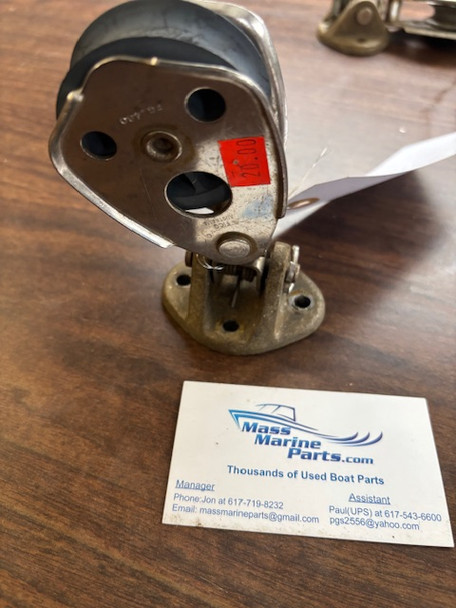 20.00
Mass
Marine
Parts.com
Thousands of Used Boat Parts
Manager
Phone:Jon at 617-719-8232
Email: massmarineparts@gmail.com
Assistant
Paul(UPS) at 617-543-6600
pgs2556@yahoo.com